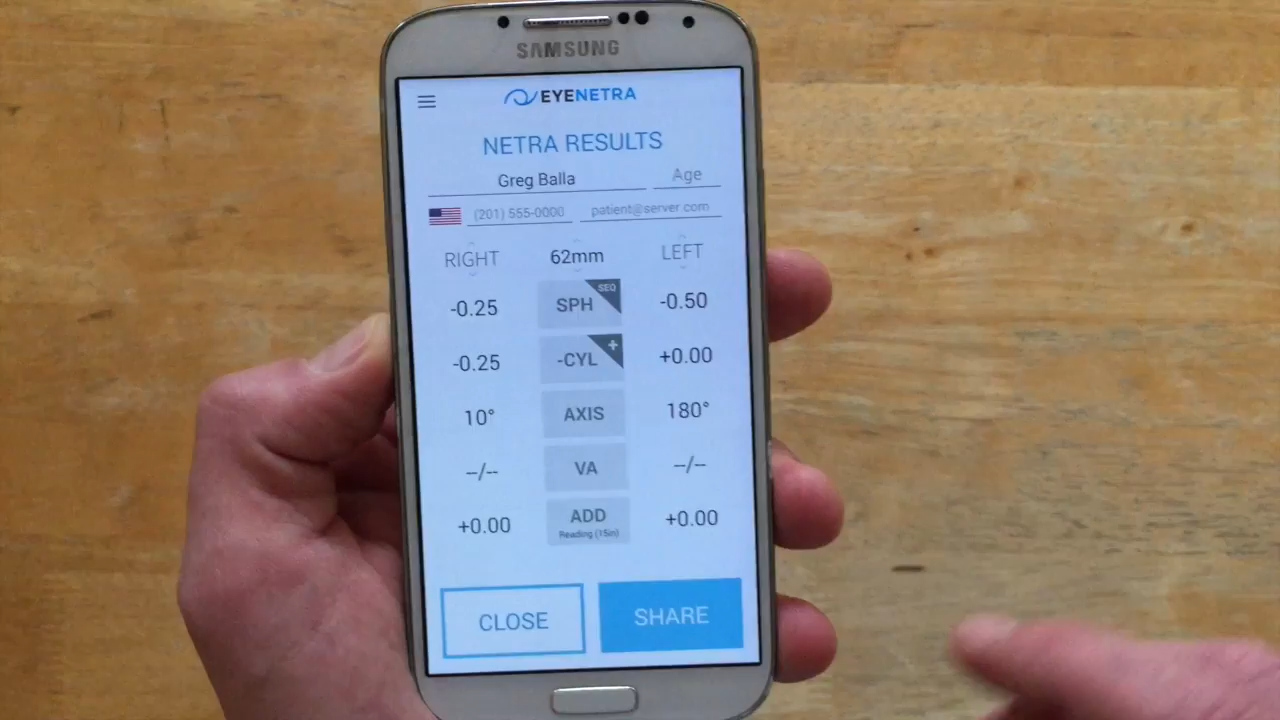 SAMSUNG
EYENETRA
NETRA RESULTS
Greg Balla Age
(201) 555-0000 patient@server.com
RIGHT 62mm LEFT
-0.25 SPH SEQ -0.50
-0.25 -CYL + +0.00
10° AXIS 180°
--/-- VA --/--
+0.00 ADD +0.00
Reading (15in)
CLOSE SHARE